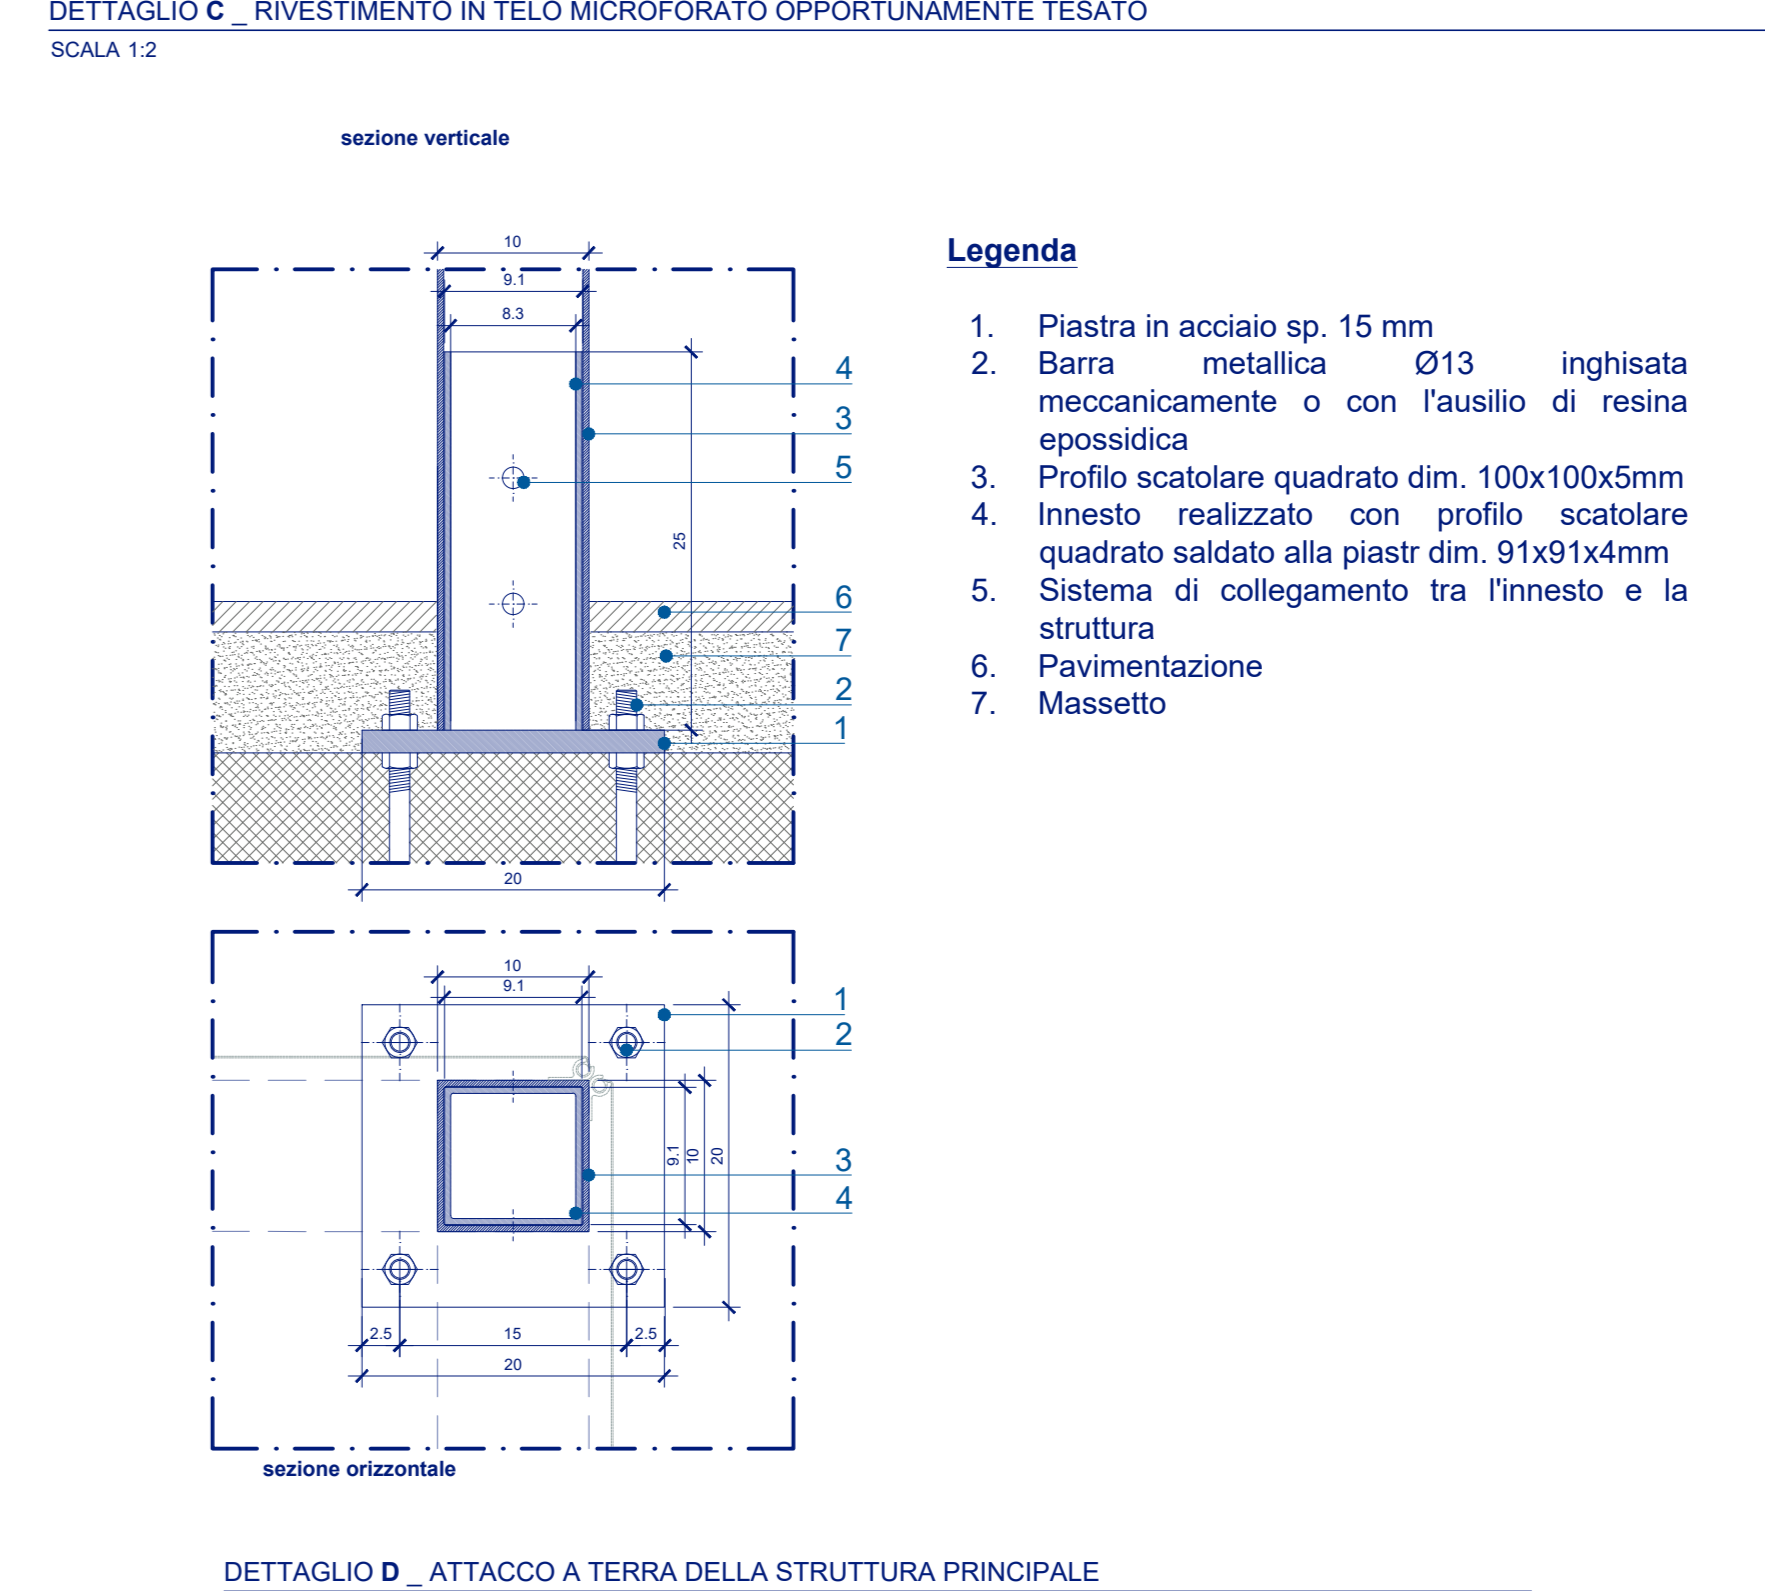 DETTAGLIO C _ RIVESTIMENTO IN TELO MICROFORATO OPPORTUNAMENTE TESATO
SCALA 1:2
sezione verticale
10
9.1
8.3
25
4
3
5
6
7
2
1
20
Legenda
1. Piastra in acciaio sp. 15 mm
2. Barra metallica Ø13 inghisata
meccanicamente o con l'ausilio di resina
epossidica
3. Profilo scatolare quadrato dim. 100x100x5mm
4. Innesto realizzato con profilo scatolare
quadrato saldato alla piastr dim. 91x91x4mm
5. Sistema di collegamento tra l'innesto e la
struttura
6. Pavimentazione
7. Massetto
10
9.1
1
2
9.1
10
20
3
4
2.5
15
2.5
20
sezione orizzontale
DETTAGLIO D _ ATTACCO A TERRA DELLA STRUTTURA PRINCIPALE